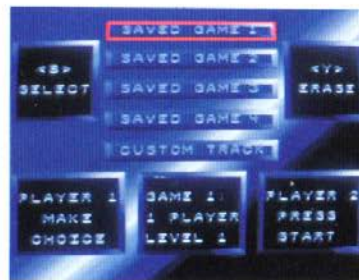 SAVED GAME 1
<B>
SELECT
SAVED GAME 2
<Y>
ERASE
SAVED GAME 3
SAVED GAME 4
CUSTOM TRACK
PLAYER 1
MAKE
CHOICE
GAME 1:
1 PLAYER
LEVEL 1
PLAYER 2
PRESS
START